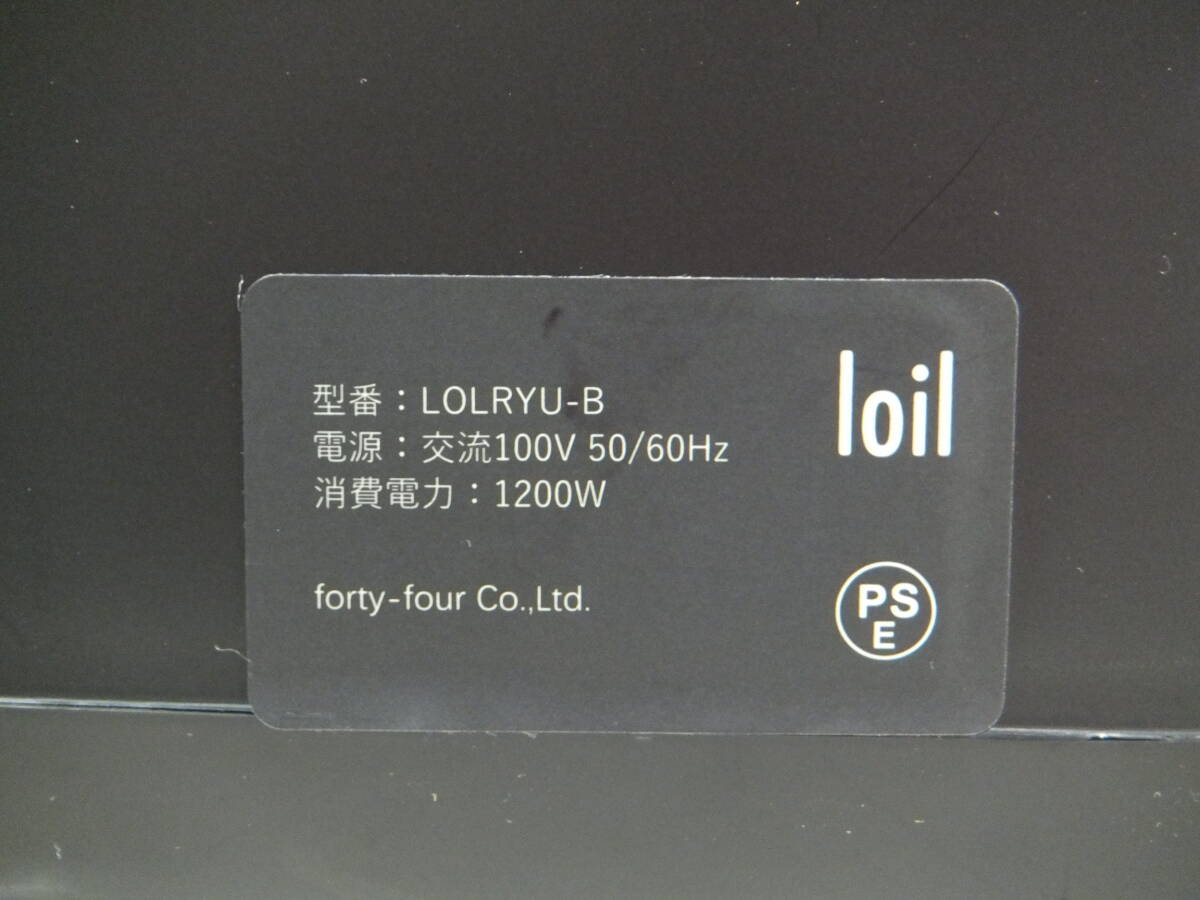 型番：LOLRYU-B
電源：交流100V 50/60Hz
消費電力：1200W
forty-four Co.,Ltd.
loil
PS
E